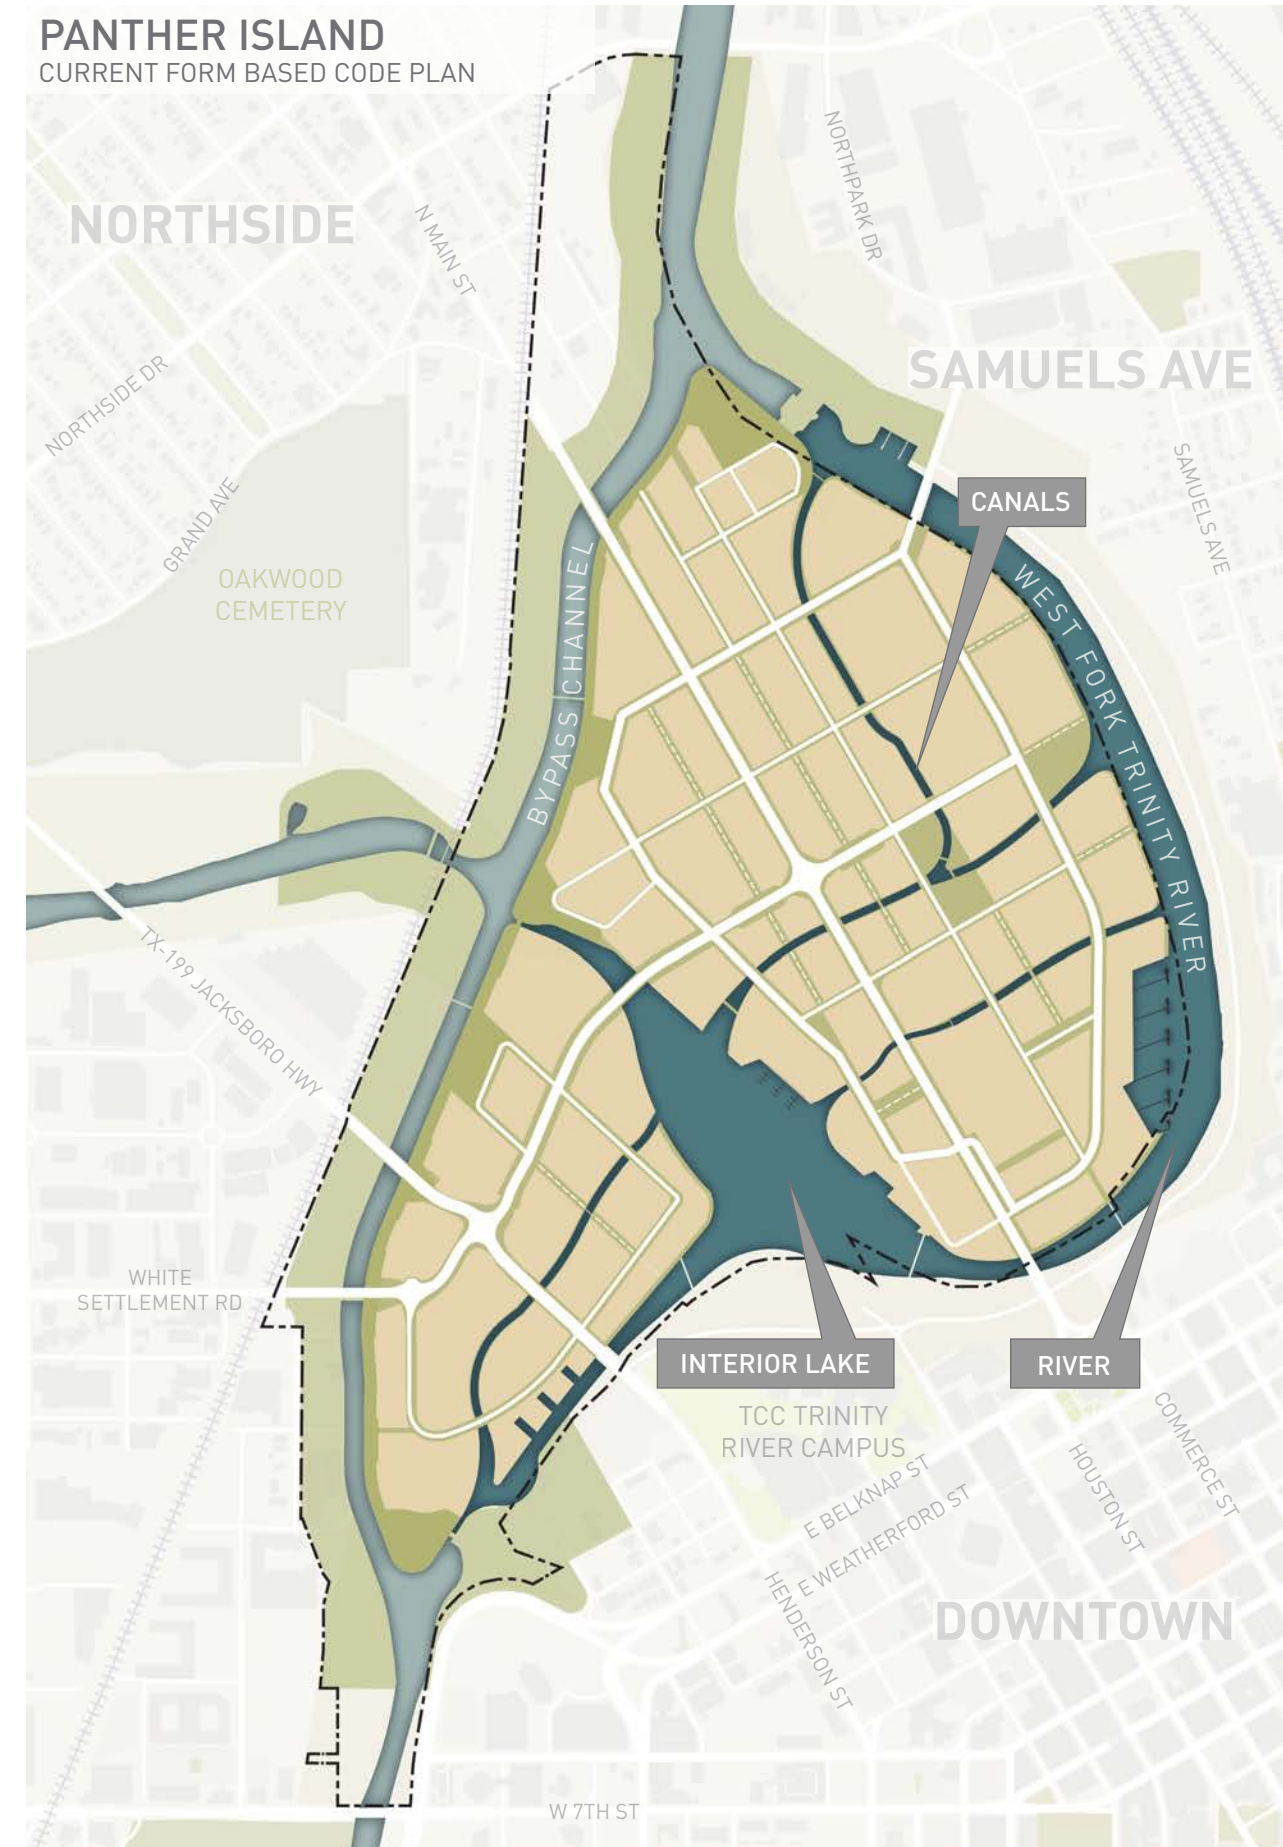 PANTHER ISLAND
CURRENT FORM BASED CODE PLAN
NORTHPARK DR
NORTHSIDE
N MAIN ST
SAMUELS AVE
NORTHSIDE DR
SAMUELS AVE
GRAND AVE
CANALS
OAKWOOD
CEMETERY
BYPASS CHANNEL
WEST FORK TRINITY RIVER
TX-199 JACKSBORO HWY
WHITE
SETTLEMENT RD
INTERIOR LAKE
RIVER
TCC TRINITY
RIVER CAMPUS
COMMERCE ST
HOUSTON ST
E BELKNAP ST
E WEATHERFORD ST
HENDERSON ST
DOWNTOWN
W 7TH ST